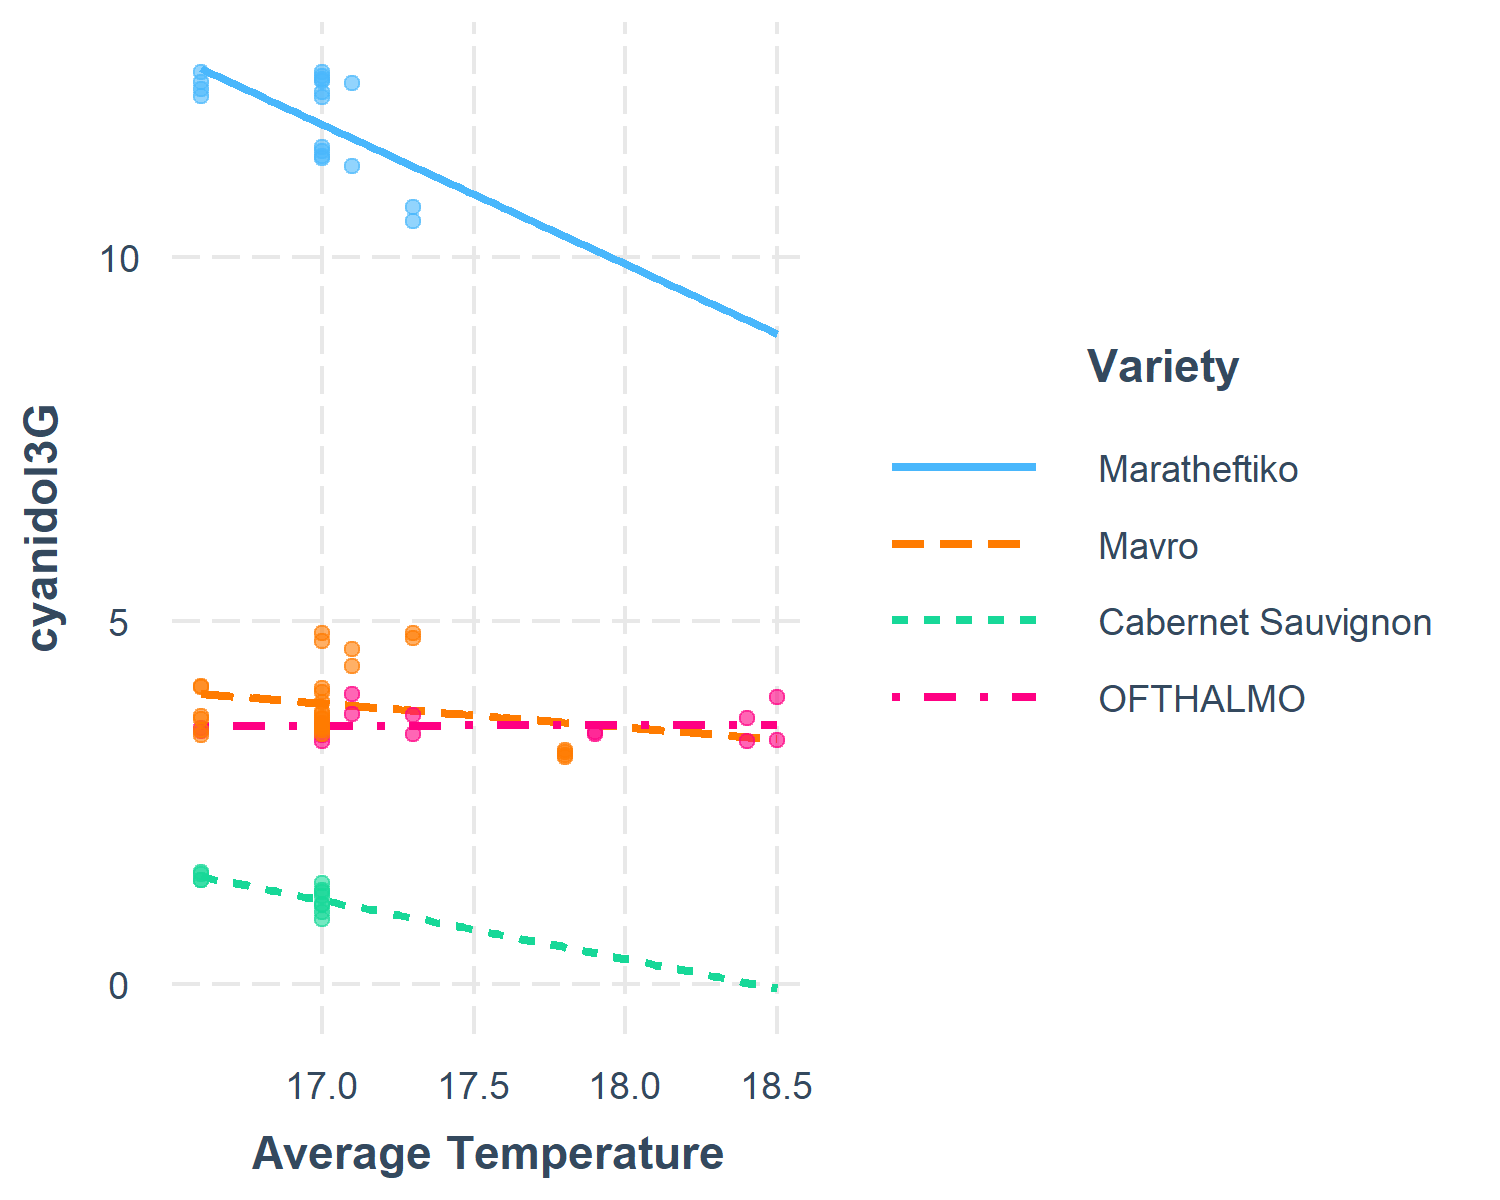 cyanidol3G
10
5
0
17.0 17.5 18.0 18.5
Average Temperature
Variety
Maratheftiko
Mavro
Cabernet Sauvignon
OFTHALMO